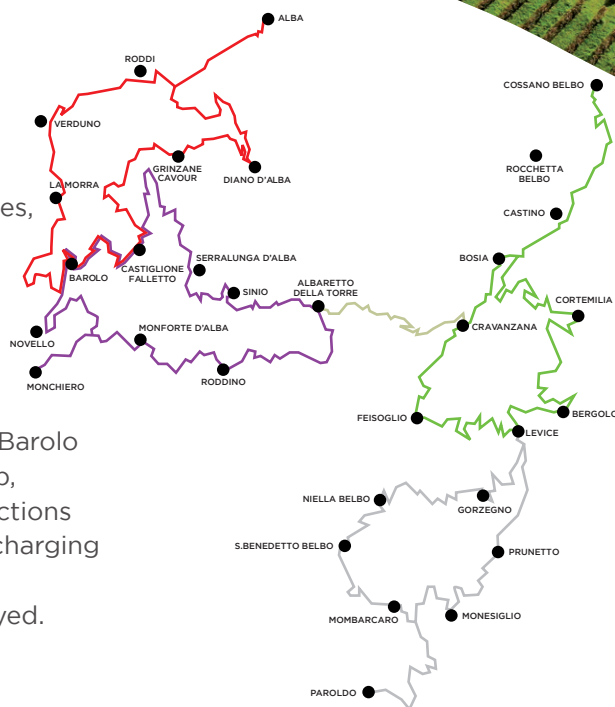 ALBA
RODDI
COSSANO BELBO
VERDUNO
ROCCHETTA
BELBO
GRINZANE
CAVOUR
DIANO D'ALBA
LA MORRA
es,
CASTINO
SERRALUNGA D'ALBA
BOSIA
BAROLO
CASTIGLIONE
FALLETTO
SINIO
ALBARETTO
DELLA TORRE
CORTEMILIA
NOVELLO
MONFORTE D'ALBA
CRAVANZANA
MONCHIERO
RODDINO
FEISOGLIO
BERGOLO
LEVICE
Barolo
o,
ctions
charging
yed.
NIELLA BELBO
GORZEGNO
S.BENEDETTO BELBO
PRUNETTO
MOMBARCARO
MONESIGLIO
PAROLDO